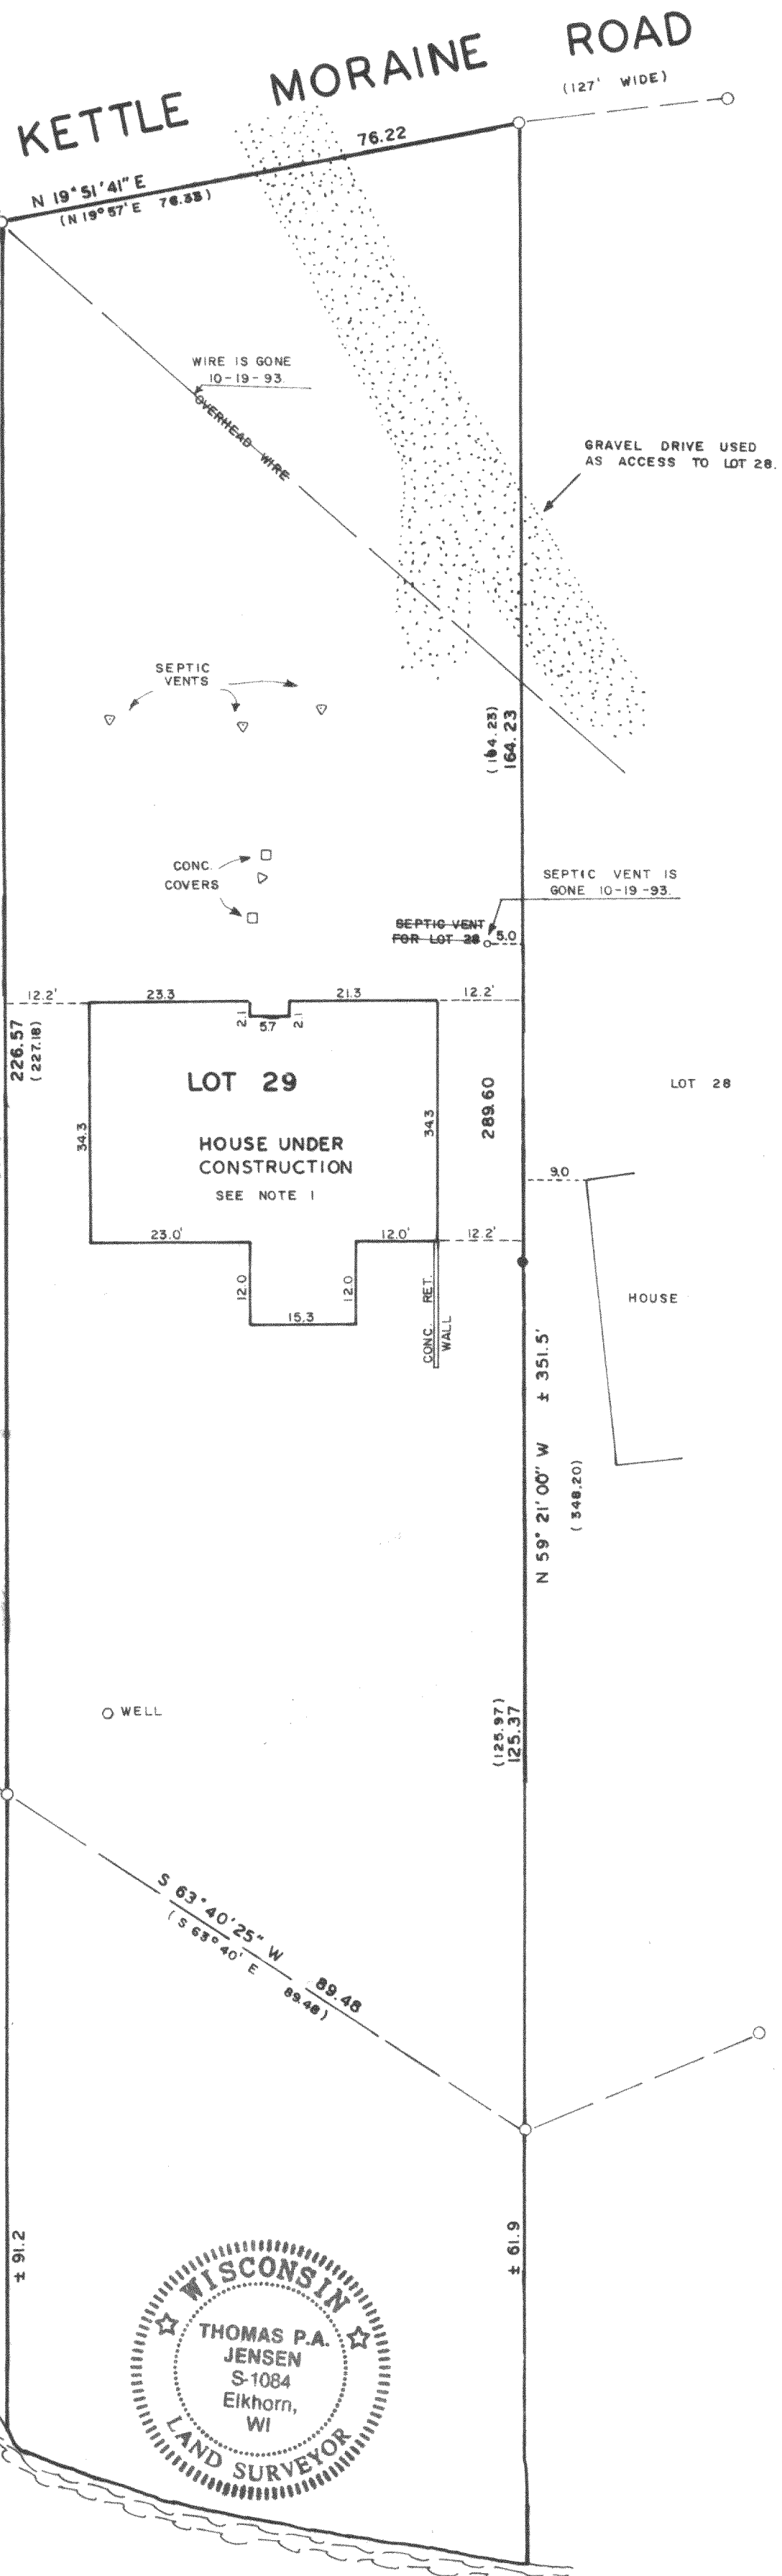 KETTLE MORAINE ROAD
(127' WIDE)
76.22
N 19°51'41" E
(N 19°57' E 76.33)
WIRE IS GONE
10-19-93.
OVERHEAD WIRE
GRAVEL DRIVE USED
AS ACCESS TO LOT 28.
SEPTIC
VENTS
(164.23)
164.23
CONC.
COVERS
SEPTIC VENT IS
GONE 10-19-93.
SEPTIC VENT
FOR LOT 28
5.0
12.2'
23.3
21.3
12.2'
2.1
5.7
2.1
226.57
(227.18)
LOT 29
289.60
LOT 28
34.3
34.3
HOUSE UNDER
CONSTRUCTION
SEE NOTE 1
9.0
23.0'
12.0'
12.2'
12.0
12.0
15.3
CONC. RET.
WALL
HOUSE
N 59° 21' 00" W ± 351.5'
(348.20)
WELL
(125.97)
125.37
S 63°40'25" W 89.48
(S 63°40' E 89.48)
± 91.2
± 61.9
WISCONSIN
THOMAS P.A.
JENSEN
S-1084
Elkhorn,
WI
LAND SURVEYOR